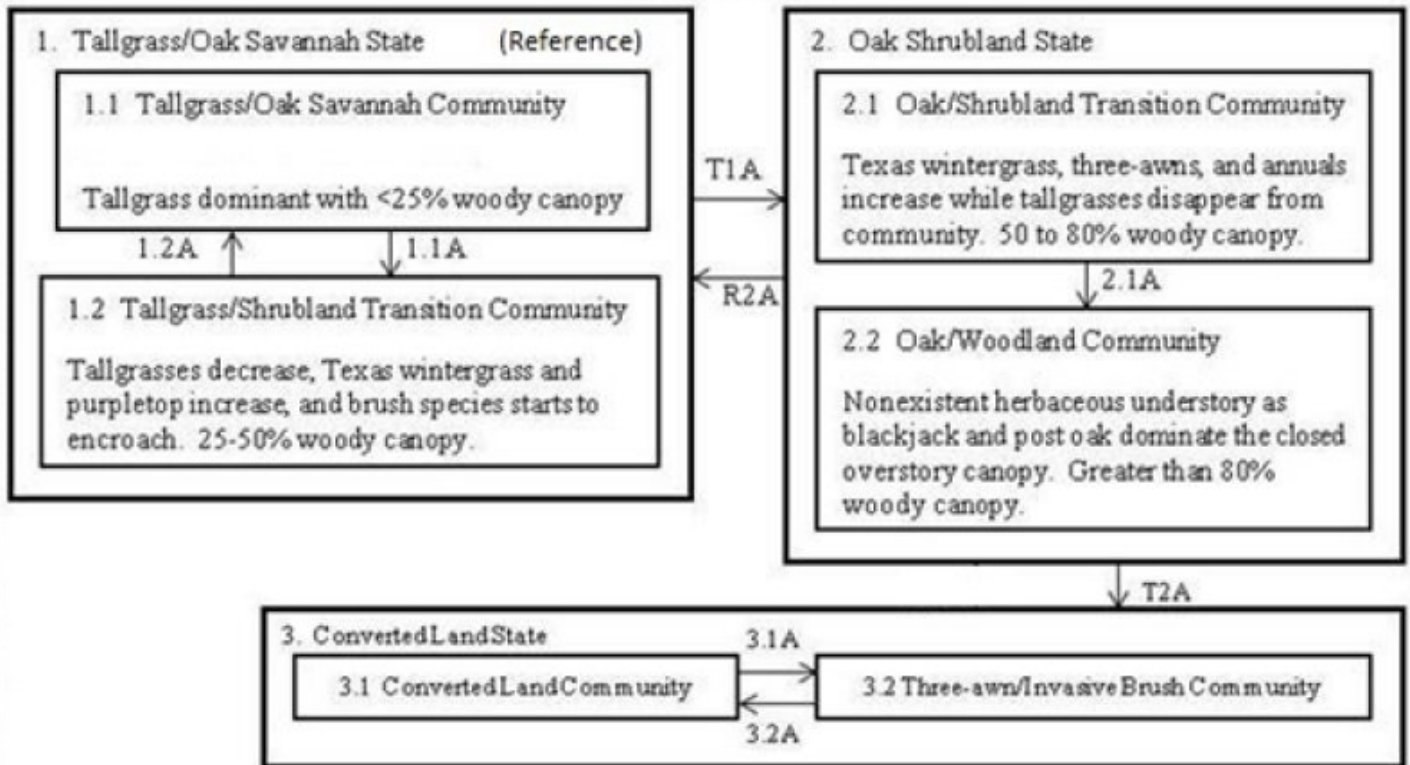 1. Tallgrass/Oak Savannah State (Reference)
1.1 Tallgrass/Oak Savannah Community
Tallgrass dominant with <25% woody canopy
1.2A
1.1A
1.2 Tallgrass/Shrubland Transition Community
Tallgrasses decrease, Texas wintergrass and
purpletop increase, and brush species starts to
encroach. 25-50% woody canopy.
T1A
R2A
2. Oak Shrubland State
2.1 Oak/Shrubland Transition Community
Texas wintergrass, three-awns, and annuals
increase while tallgrasses disappear from
community. 50 to 80% woody canopy.
2.1A
2.2 Oak/Woodland Community
Nonexistent herbaceous understory as
blackjack and post oak dominate the closed
overstory canopy. Greater than 80%
woody canopy.
T2A
3. Converted Land State
3.1 Converted Land Community
3.1A
3.2A
3.2 Three-awn/Invasive Brush Community